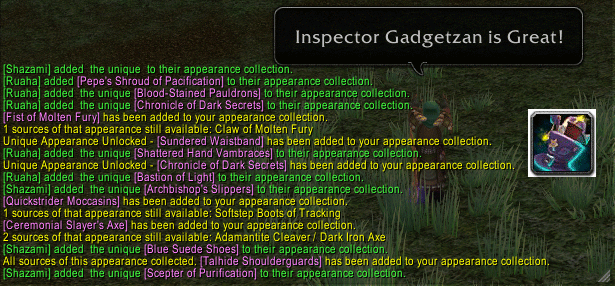 Inspector Gadgetzan is Great!
[Shazami] added the unique to their appearance collection.
[Ruaha] added [Pepe's Shroud of Pacification] to their appearance collection.
[Ruaha] added the unique [Blood-Stained Pauldrons] to their appearance collection.
[Ruaha] added the unique [Chronicle of Dark Secrets] to their appearance collection.
[Fist of Molten Fury] has been added to your appearance collection.
1 sources of that appearance still available: Claw of Molten Fury
Unique Appearance Unlocked - [Sundered Waistband] has been added to your appearance collection.
[Ruaha] added the unique [Shattered Hand Vambraces] to their appearance collection.
Unique Appearance Unlocked - [Chronicle of Dark Secrets] has been added to your appearance collection.
[Ruaha] added the unique [Bastion of Light] to their appearance collection.
[Shazami] added the unique [Archbishop's Slippers] to their appearance collection.
[Quickstrider Moccasins] has been added to your appearance collection.
1 sources of that appearance still available: Softstep Boots of Tracking
[Ceremonial Slayer's Axe] has been added to your appearance collection.
2 sources of that appearance still available: Adamantite Cleaver / Dark Iron Axe
[Shazami] added the unique [Blue Suede Shoes] to their appearance collection.
All sources of this appearance collected. [Talhide Shoulderguards] has been added to your appearance collection.
[Shazami] added the unique [Scepter of Purification] to their appearance collection.